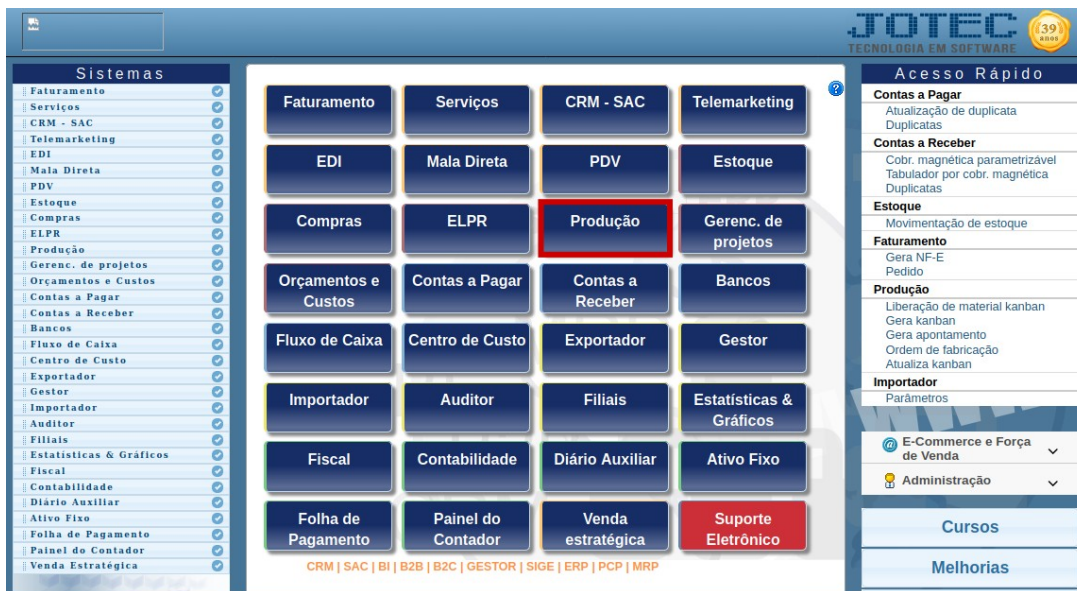 JOTEC
TECNOLOGIA EM SOFTWARE
39
anos
Sistemas
Faturamento
Serviços
CRM - SAC
Telemarketing
EDI
Mala Direta
PDV
Estoque
Compras
ELPR
Produção
Gerenc. de projetos
Orçamentos e Custos
Contas a Pagar
Contas a Receber
Bancos
Fluxo de Caixa
Centro de Custo
Exportador
Gestor
Importador
Auditor
Filiais
Estatísticas & Gráficos
Fiscal
Contabilidade
Diário Auxiliar
Ativo Fixo
Folha de Pagamento
Painel do Contador
Venda Estratégica
Faturamento
Serviços
CRM - SAC
Telemarketing
EDI
Mala Direta
PDV
Estoque
Compras
ELPR
Produção
Gerenc. de
projetos
Orçamentos e
Custos
Contas a Pagar
Contas a
Receber
Bancos
Fluxo de Caixa
Centro de Custo
Exportador
Gestor
Importador
Auditor
Filiais
Estatísticas &
Gráficos
Fiscal
Contabilidade
Diário Auxiliar
Ativo Fixo
Folha de
Pagamento
Painel do
Contador
Venda
estratégica
Suporte
Eletrônico
CRM | SAC | BI | B2B | B2C | GESTOR | SIGE | ERP | PCP | MRP
?
Acesso Rápido
Contas a Pagar
Atualização de duplicata
Duplicatas
Contas a Receber
Cobr. magnética parametrizável
Tabulador por cobr. magnética
Duplicatas
Estoque
Movimentação de estoque
Faturamento
Gera NF-E
Pedido
Produção
Liberação de material kanban
Gera kanban
Gera apontamento
Ordem de fabricação
Atualiza kanban
Importador
Parâmetros
E-Commerce e Força
de Venda
Administração
Cursos
Melhorias